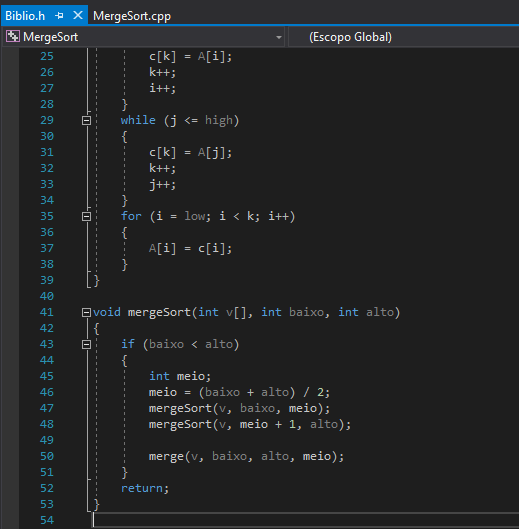 Biblio.h MergeSort.cpp
MergeSort (Escopo Global)
25 c[k] = A[i];
26 k++;
27 i++;
28 }
29 while (j <= high)
30 {
31 c[k] = A[j];
32 k++;
33 j++;
34 }
35 for (i = low; i < k; i++)
36 {
37 A[i] = c[i];
38 }
39 }
40
41 void mergeSort(int v[], int baixo, int alto)
42 {
43 if (baixo < alto)
44 {
45 int meio;
46 meio = (baixo + alto) / 2;
47 mergeSort(v, baixo, meio);
48 mergeSort(v, meio + 1, alto);
49
50 merge(v, baixo, alto, meio);
51 }
52 return;
53 }
54